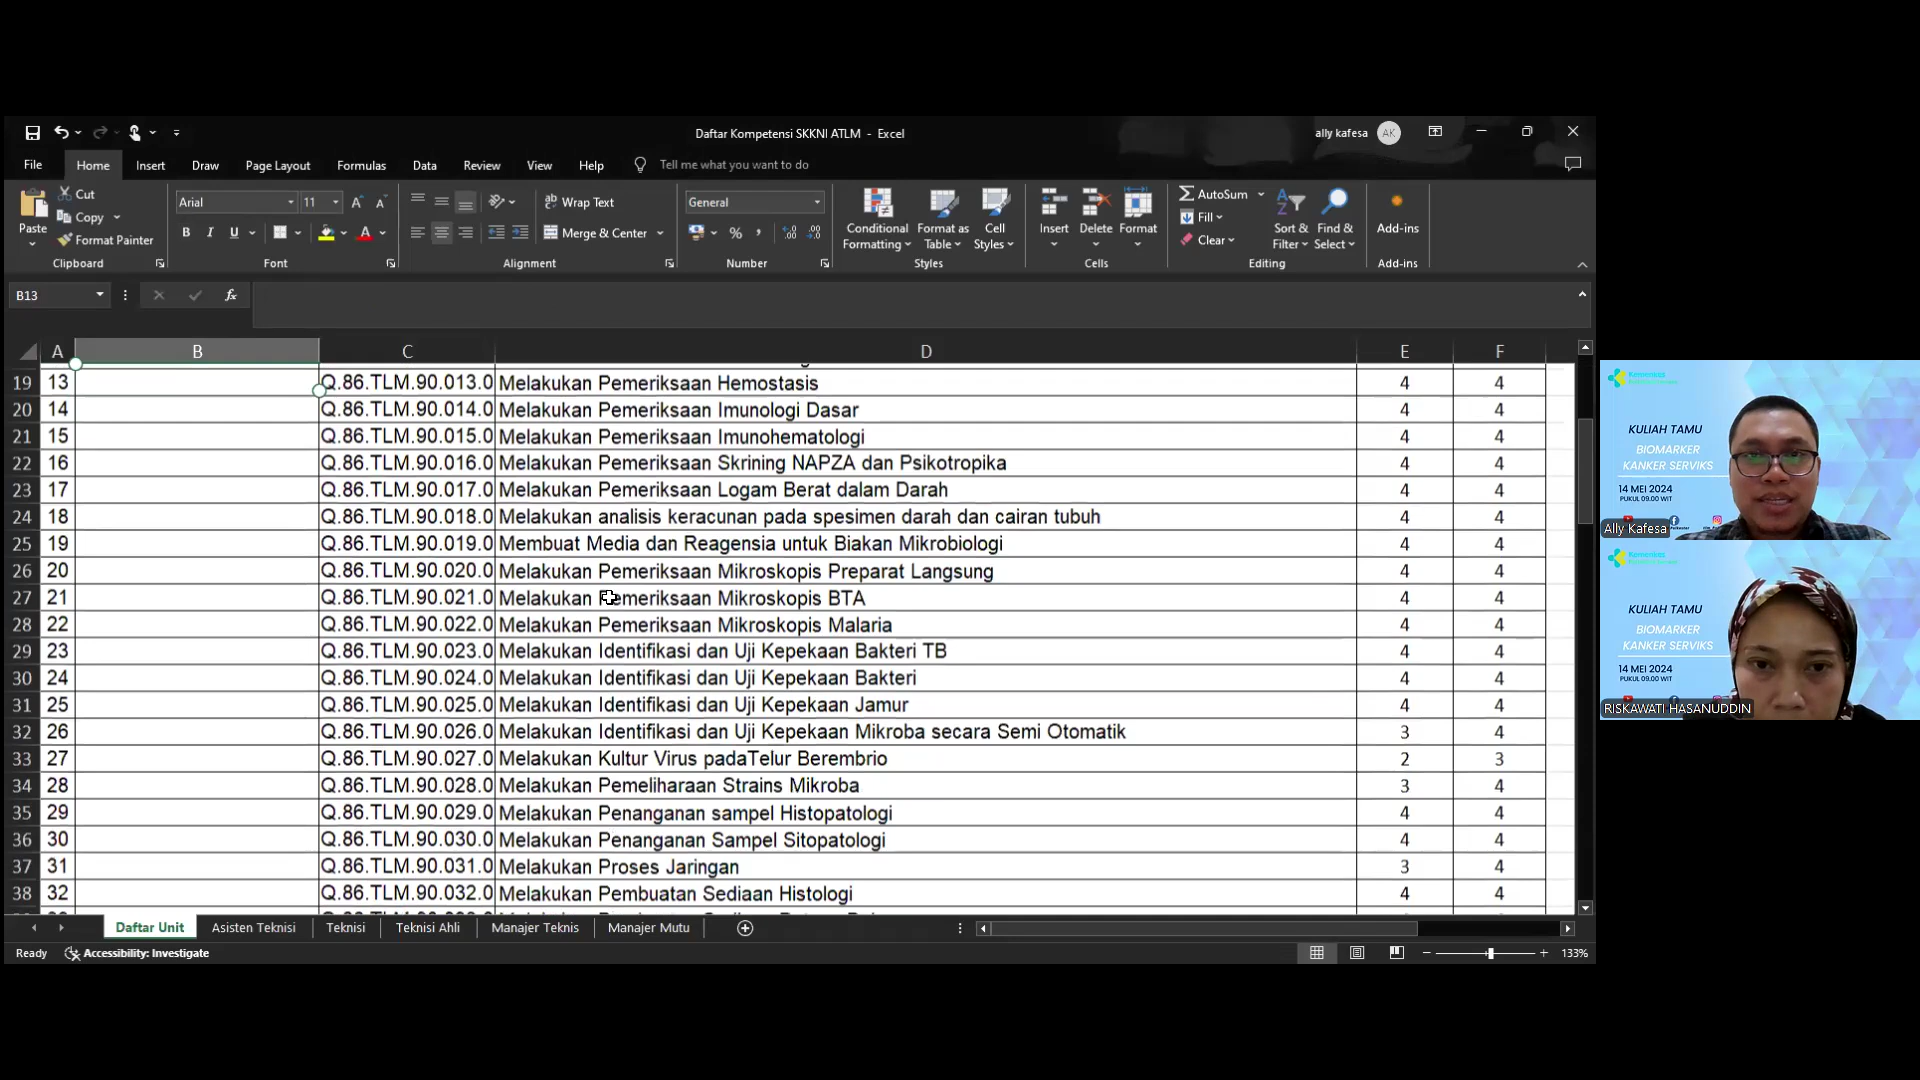 Daftar Kompetensi SKKNI ATLM - Excel
ally kafesa AK
File Home Insert Draw Page Layout Formulas Data Review View Help Tell me what you want to do
Paste
Cut
Copy
Format Painter
Clipboard
Arial 11
B I U
Font
Wrap Text
Merge & Center
Alignment
General
Number
Conditional Formatting
Format as Table
Cell Styles
Styles
Insert Delete Format
Cells
AutoSum
Fill
Clear
Sort & Filter
Find & Select
Editing
Add-ins
Add-ins
B13 fx
A B C D E F
19 13 Q.86.TLM.90.013.0 Melakukan Pemeriksaan Hemostasis 4 4
20 14 Q.86.TLM.90.014.0 Melakukan Pemeriksaan Imunologi Dasar 4 4
21 15 Q.86.TLM.90.015.0 Melakukan Pemeriksaan Imunohematologi 4 4
22 16 Q.86.TLM.90.016.0 Melakukan Pemeriksaan Skrining NAPZA dan Psikotropika 4 4
23 17 Q.86.TLM.90.017.0 Melakukan Pemeriksaan Logam Berat dalam Darah 4 4
24 18 Q.86.TLM.90.018.0 Melakukan analisis keracunan pada spesimen darah dan cairan tubuh 4 4
25 19 Q.86.TLM.90.019.0 Membuat Media dan Reagensia untuk Biakan Mikrobiologi 4 4
26 20 Q.86.TLM.90.020.0 Melakukan Pemeriksaan Mikroskopis Preparat Langsung 4 4
27 21 Q.86.TLM.90.021.0 Melakukan Pemeriksaan Mikroskopis BTA 4 4
28 22 Q.86.TLM.90.022.0 Melakukan Pemeriksaan Mikroskopis Malaria 4 4
29 23 Q.86.TLM.90.023.0 Melakukan Identifikasi dan Uji Kepekaan Bakteri TB 4 4
30 24 Q.86.TLM.90.024.0 Melakukan Identifikasi dan Uji Kepekaan Bakteri 4 4
31 25 Q.86.TLM.90.025.0 Melakukan Identifikasi dan Uji Kepekaan Jamur 4 4
32 26 Q.86.TLM.90.026.0 Melakukan Identifikasi dan Uji Kepekaan Mikroba secara Semi Otomatik 3 4
33 27 Q.86.TLM.90.027.0 Melakukan Kultur Virus padaTelur Berembrio 2 3
34 28 Q.86.TLM.90.028.0 Melakukan Pemeliharaan Strains Mikroba 3 4
35 29 Q.86.TLM.90.029.0 Melakukan Penanganan sampel Histopatologi 4 4
36 30 Q.86.TLM.90.030.0 Melakukan Penanganan Sampel Sitopatologi 4 4
37 31 Q.86.TLM.90.031.0 Melakukan Proses Jaringan 3 4
38 32 Q.86.TLM.90.032.0 Melakukan Pembuatan Sediaan Histologi 4 4
Daftar Unit Asisten Teknisi Teknisi Teknisi Ahli Manajer Teknis Manajer Mutu
Ready Accessibility: Investigate 133%
Kemenkes
KULIAH TAMU
BIOMARKER
KANKER SERVIKS
14 MEI 2024
PUKUL 09.00 WIT
Ally Kafesa
Kemenkes
KULIAH TAMU
BIOMARKER
KANKER SERVIKS
14 MEI 2024
PUKUL 09.00 WIT
RISKAWATI HASANUDDIN